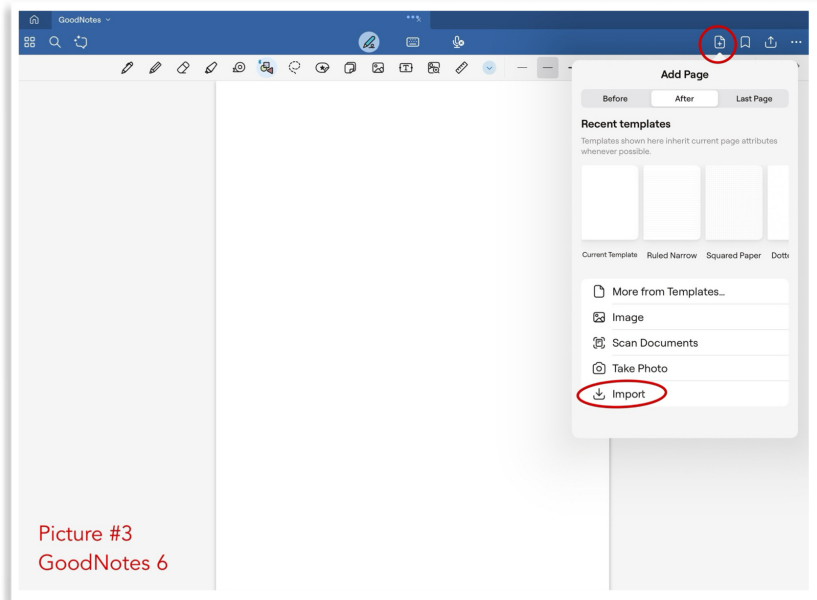 GoodNotes
Add Page
Before After Last Page
Recent templates
Templates shown here inherit current page attributes
whenever possible.
Current Template Ruled Narrow Squared Paper
More from Templates...
Image
Scan Documents
Take Photo
Import
Picture #3
GoodNotes 6